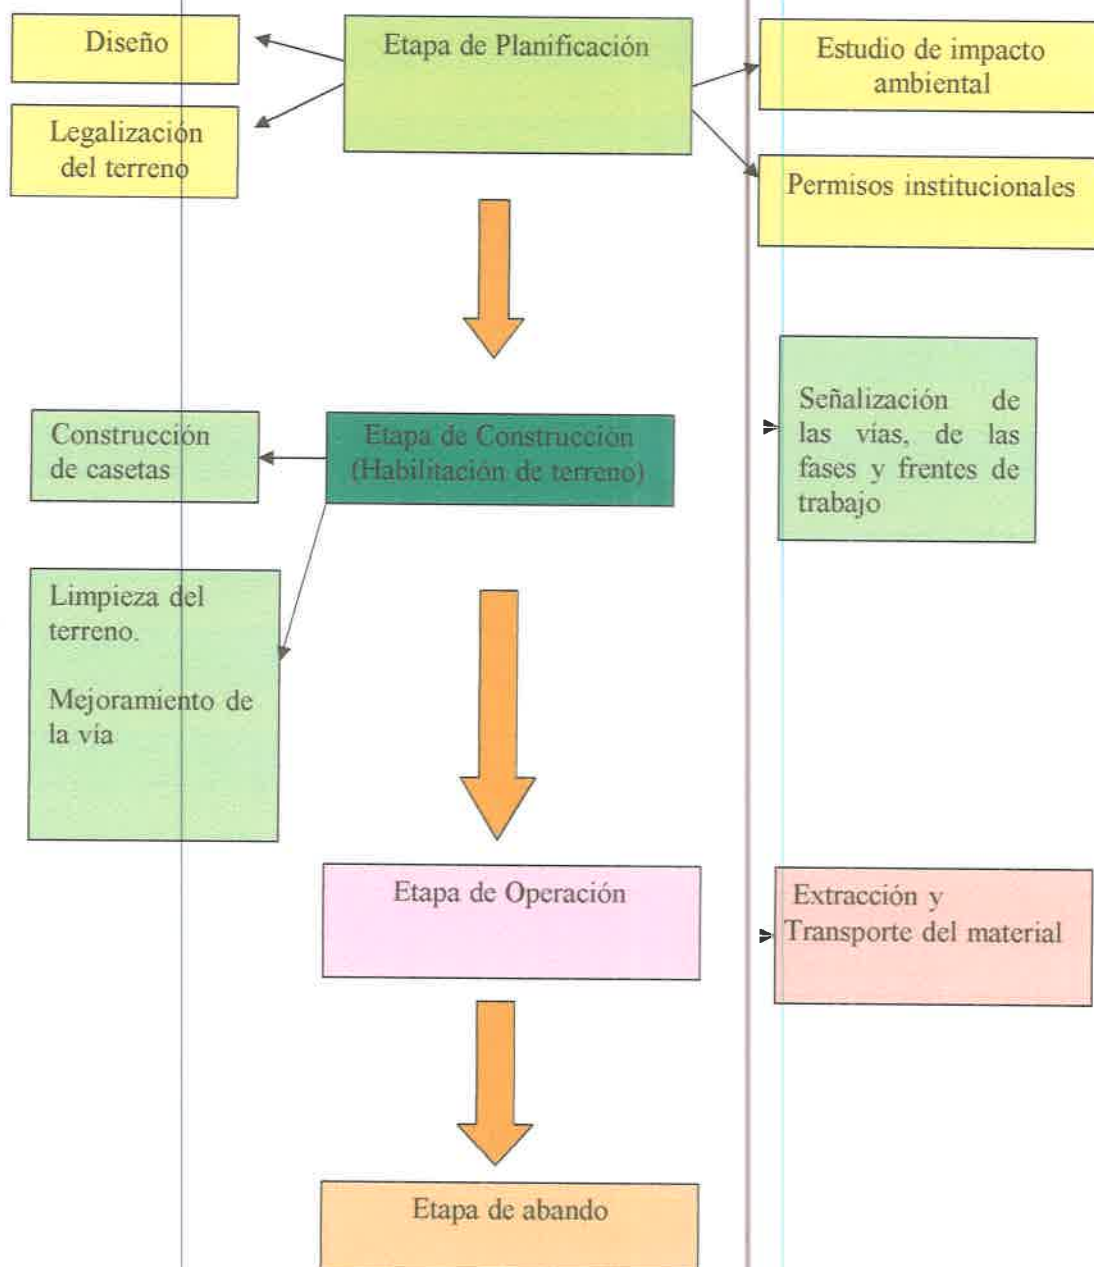 Diseño
Etapa de Planificación
Estudio de impacto
ambiental
Legalización
del terreno
Permisos institucionales
Construcción
de casetas
Etapa de Construcción
(Habilitación de terreno)
Señalización de
las vías, de las
fases y frentes de
trabajo
Limpieza del
terreno.
Mejoramiento de
la vía
Etapa de Operación
Extracción y
Transporte del material
Etapa de abando